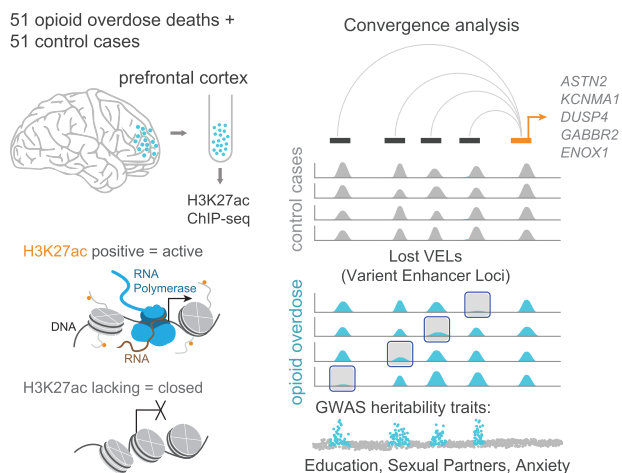 51 opioid overdose deaths +
51 control cases
prefrontal cortex
H3K27ac
ChIP-seq
H3K27ac positive = active
RNA
Polymerase
DNA
RNA
H3K27ac lacking = closed
Convergence analysis
ASTN2
KCNMA1
DUSP4
GABBR2
ENOX1
control cases
Lost VELs
(Varient Enhancer Loci)
opioid overdose
GWAS heritability traits:
Education, Sexual Partners, Anxiety